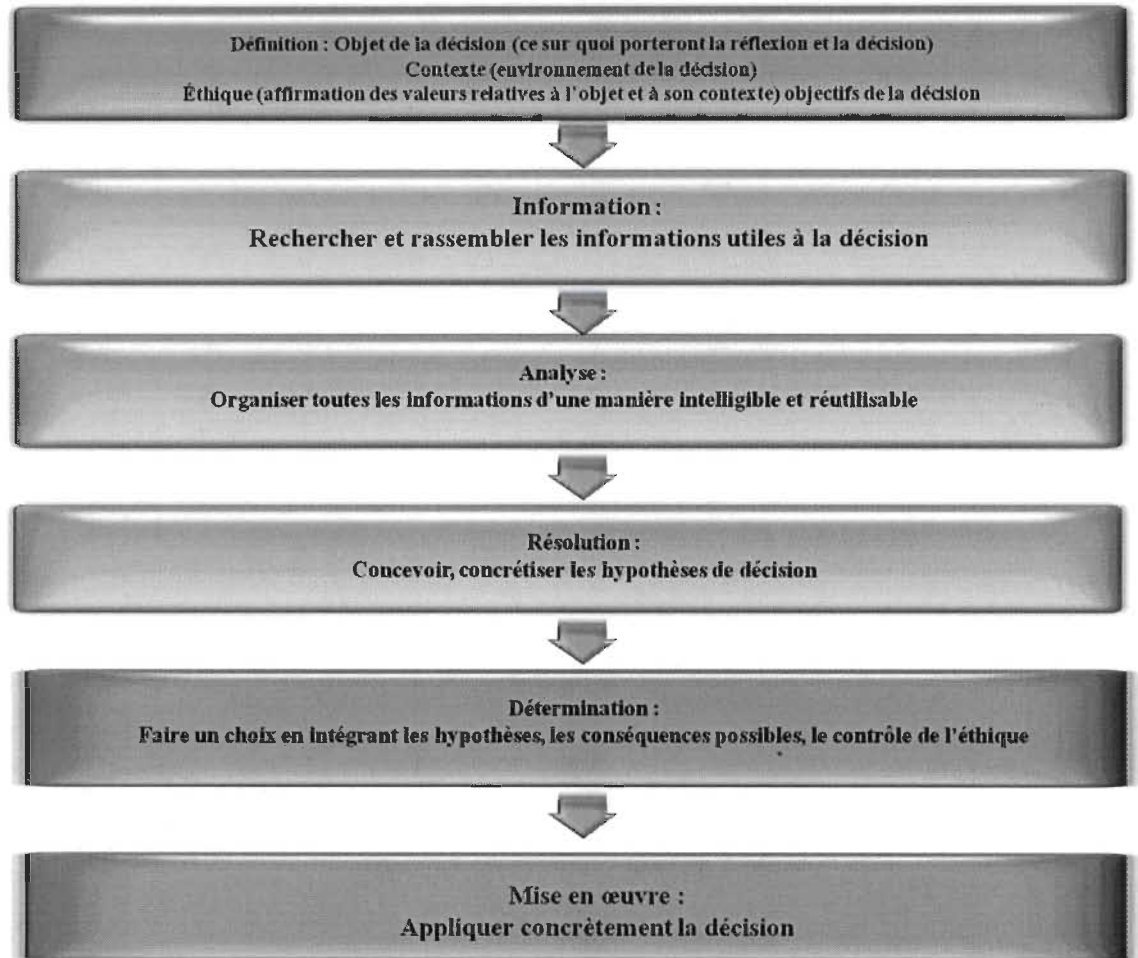 Définition : Objet de la décision (ce sur quoi porteront la réflexion et la décision)
Contexte (environnement de la décision)
Éthique (affirmation des valeurs relatives à l'objet et à son contexte) objectifs de la décision
Information :
Rechercher et rassembler les informations utiles à la décision
Analyse :
Organiser toutes les informations d'une manière intelligible et réutilisable
Résolution :
Concevoir, concrétiser les hypothèses de décision
Détermination :
Faire un choix en intégrant les hypothèses, les conséquences possibles, le contrôle de l'éthique
Mise en œuvre :
Appliquer concrètement la décision